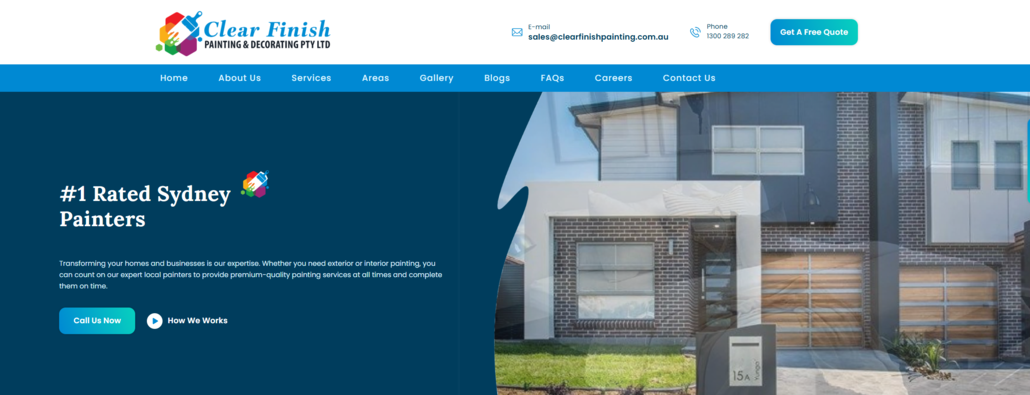 Clear Finish
PAINTING & DECORATING PTY LTD
E-mail
sales@clearfinishpainting.com.au
Phone
1300 289 282
Get A Free Quote
Home
About Us
Services
Areas
Gallery
Blogs
FAQs
Careers
Contact Us
#1 Rated Sydney
Painters
Transforming your homes and businesses is our expertise. Whether you need exterior or interior painting, you
can count on our expert local painters to provide premium-quality painting services at all times and complete
them on time.
Call Us Now
How We Works
15A